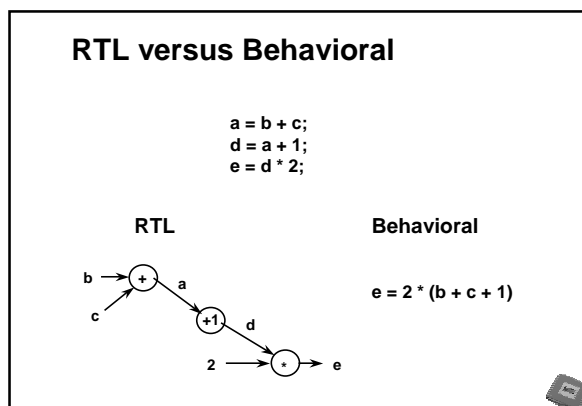 RTL versus Behavioral
a = b + c;
d = a + 1;
e = d * 2;
RTL
Behavioral
b
+
a
c
+1
d
2
*
e
e = 2 * (b + c + 1)